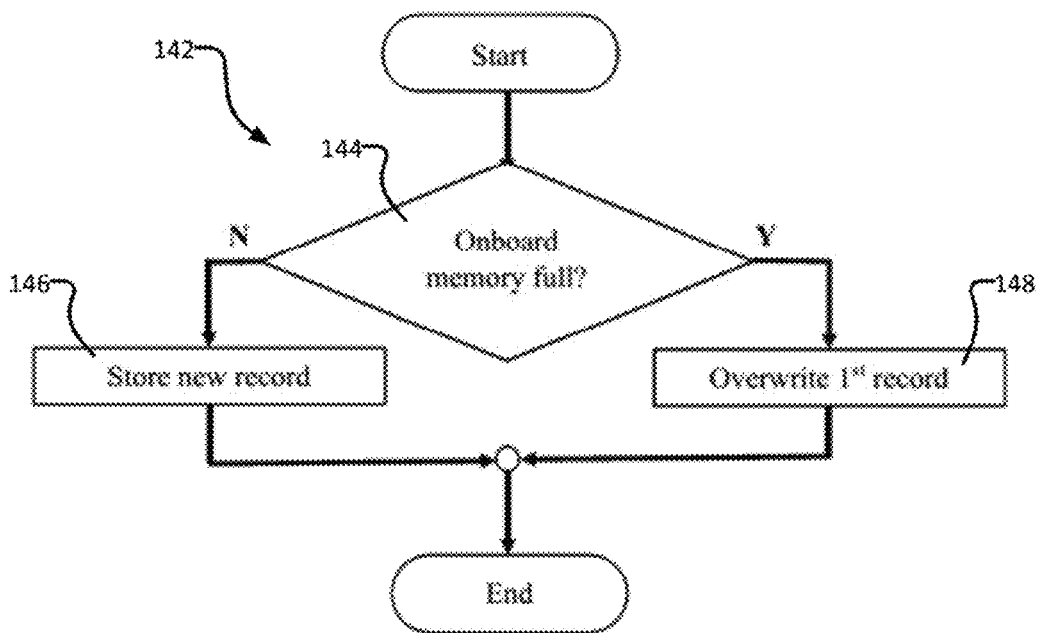 142
Start
144
N
Onboard
memory full?
Y
146
148
Store new record
Overwrite 1st record
End